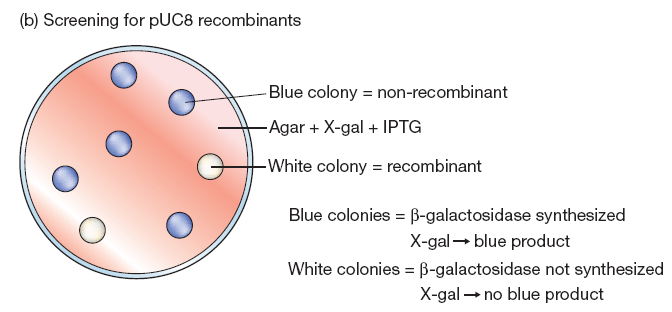 (b) Screening for pUC8 recombinants
Blue colony = non-recombinant
Agar + X-gal + IPTG
White colony = recombinant
Blue colonies = β-galactosidase synthesized
X-gal → blue product
White colonies = β-galactosidase not synthesized
X-gal → no blue product